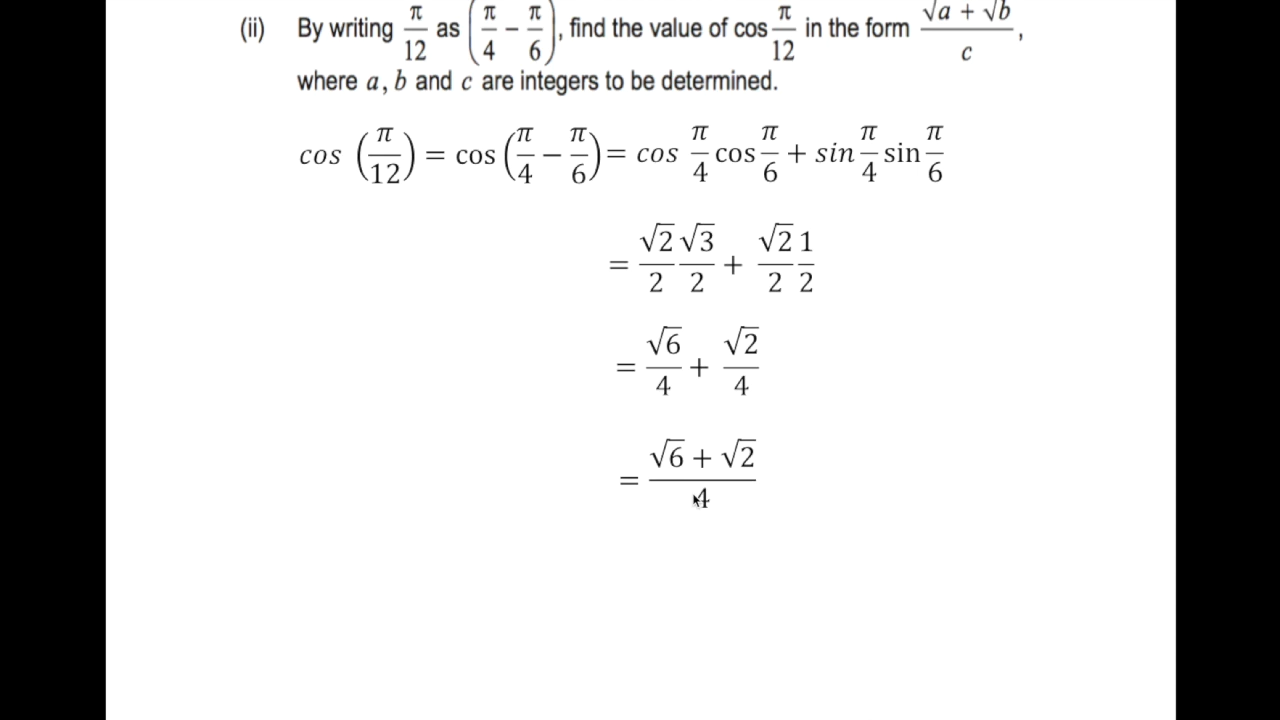 (ii) By writing π/12 as (π/4 − π/6), find the value of cos π/12 in the form (√a + √b)/c,
where a, b and c are integers to be determined.
cos (π/12) = cos (π/4 − π/6) = cos π/4 cos π/6 + sin π/4 sin π/6
= √2/2 √3/2 + √2/2 1/2
= √6/4 + √2/4
= (√6 + √2)/4